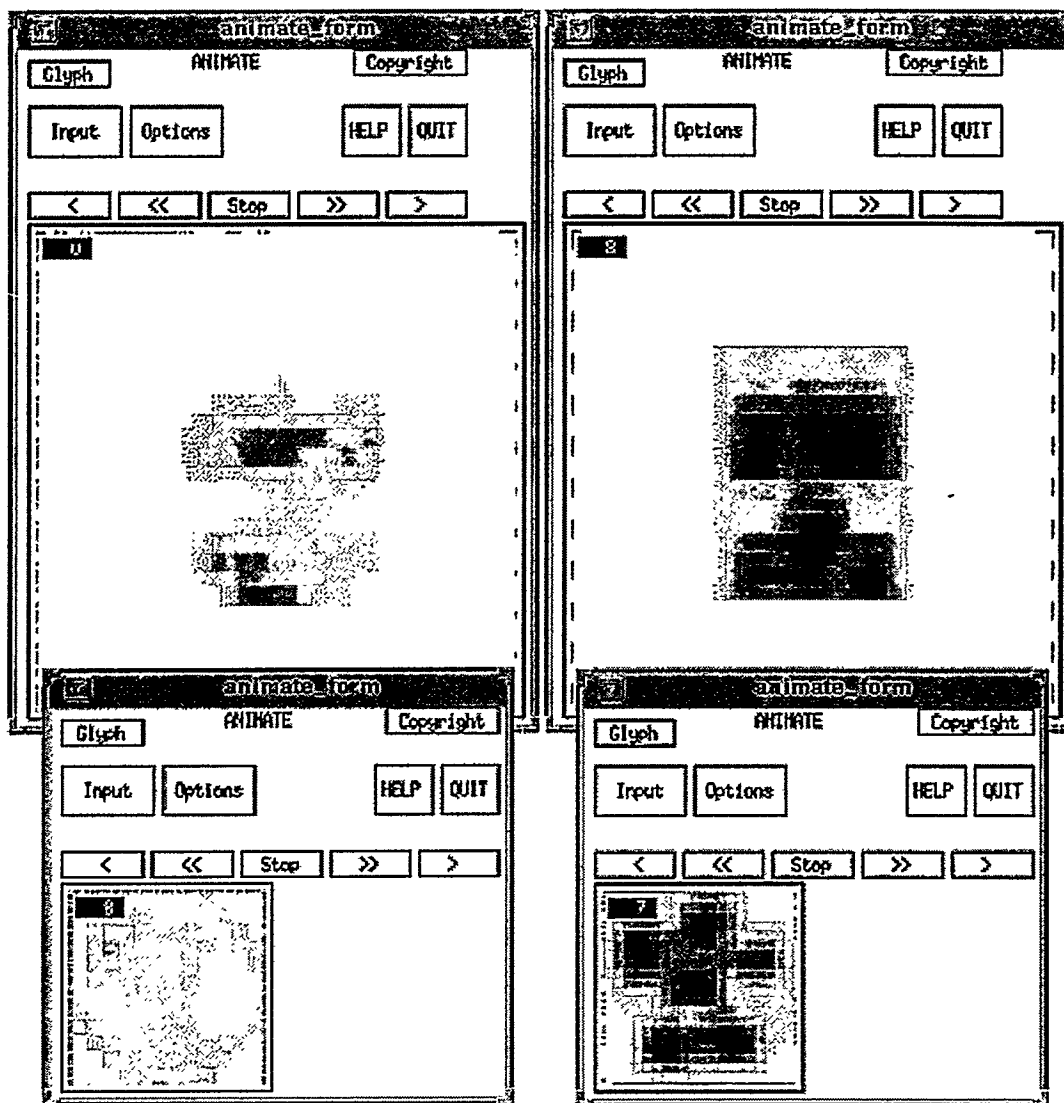 animate_form
ANIMATE
Glyph
Copyright
Input
Options
HELP
QUIT
<
<<
Stop
>>
>
0
animate_form
ANIMATE
Glyph
Copyright
Input
Options
HELP
QUIT
<
<<
Stop
>>
>
8
animate_form
ANIMATE
Glyph
Copyright
Input
Options
HELP
QUIT
<
<<
Stop
>>
>
8
animate_form
ANIMATE
Glyph
Copyright
Input
Options
HELP
QUIT
<
<<
Stop
>>
>
7